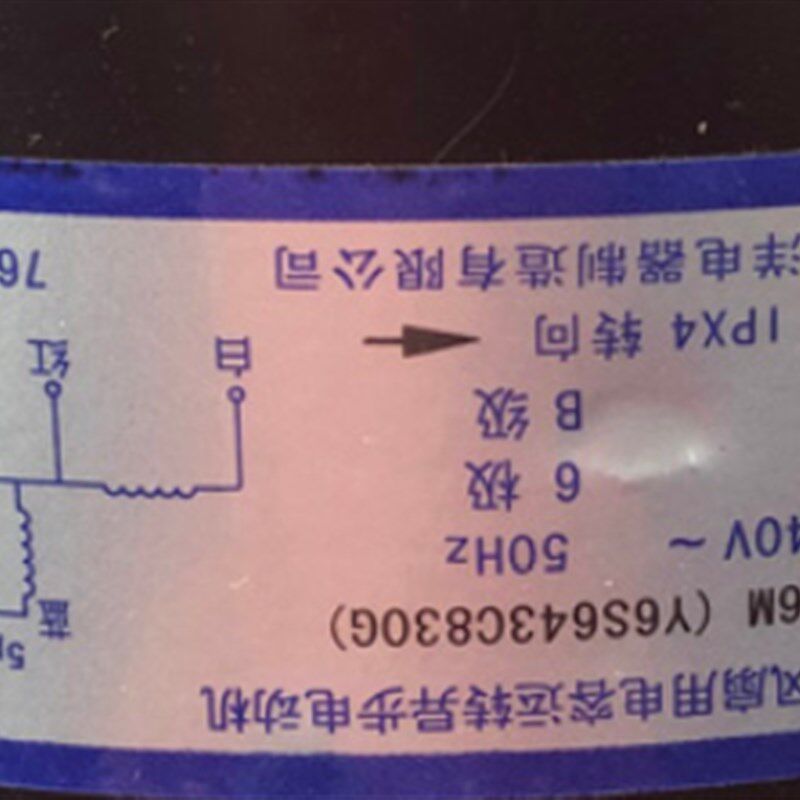 风扇用电容运转异步电动机
6M (Y6S643C830G)
40V ~ 50Hz
6 极
B 级
IPX4 转向
洋电器制造有限公司
蓝
白
红
76